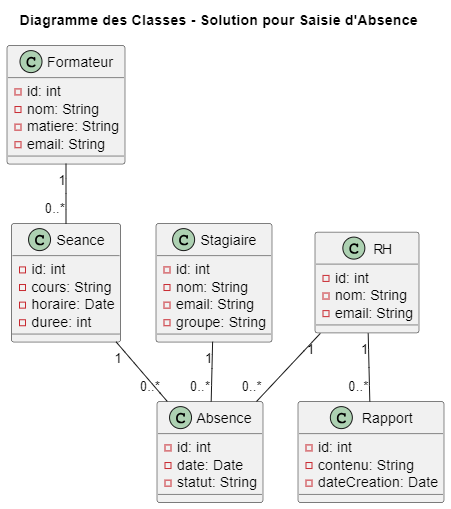 Diagramme des Classes - Solution pour Saisie d'Absence
C Formateur
id: int
nom: String
matiere: String
email: String
1
0..*
C Seance
id: int
cours: String
horaire: Date
duree: int
C Stagiaire
id: int
nom: String
email: String
groupe: String
C RH
id: int
nom: String
email: String
1
0..*
1
0..*
1
0..*
1
0..*
C Absence
id: int
date: Date
statut: String
C Rapport
id: int
contenu: String
dateCreation: Date